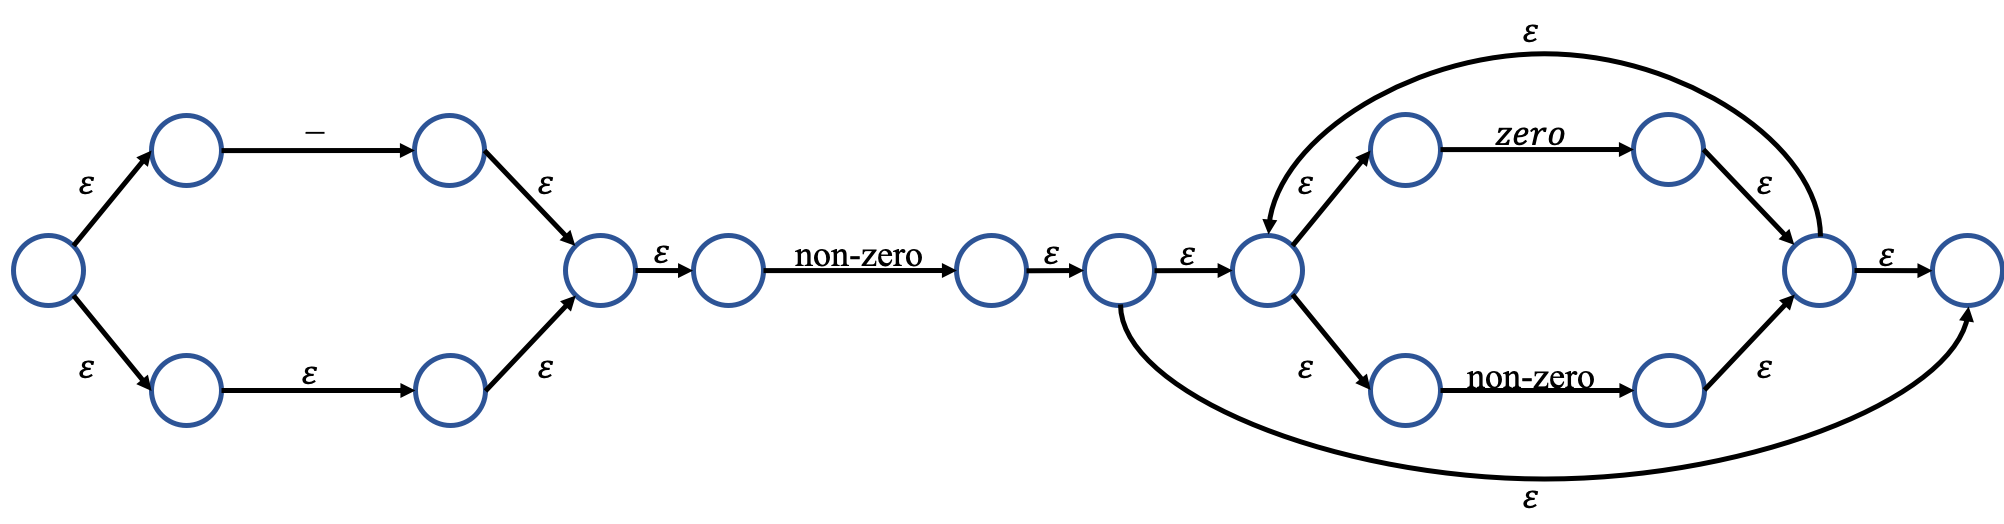 ε
– zero
ε ε ε ε
ε non-zero ε ε ε
ε ε ε ε ε non-zero
ε